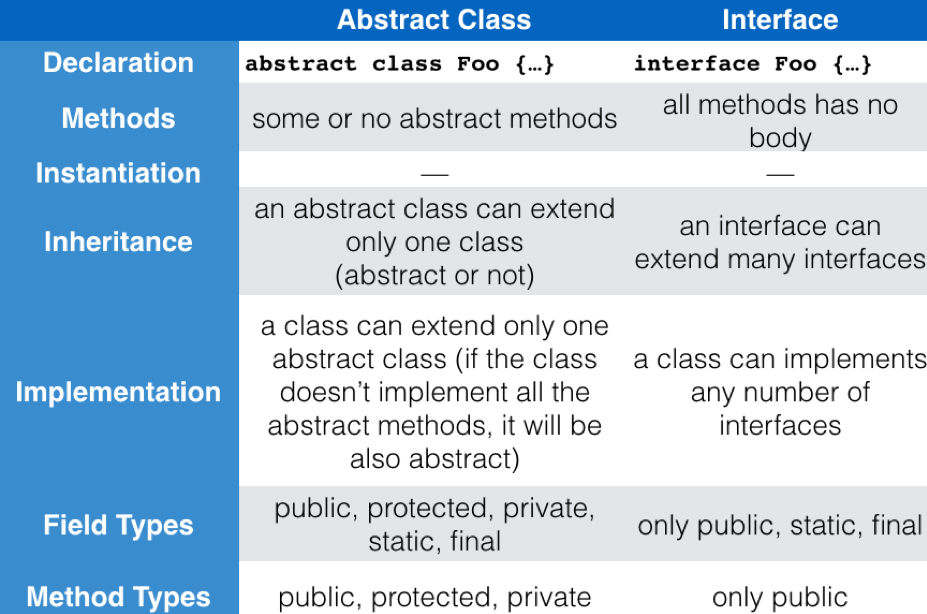 Abstract Class Interface
Declaration abstract class Foo {…} interface Foo {…}
Methods some or no abstract methods all methods has no
body
Instantiation — —
Inheritance
an abstract class can extend
only one class
(abstract or not)
an interface can
extend many interfaces
Implementation
a class can extend only one
abstract class (if the class
doesn't implement all the
abstract methods, it will be
also abstract)
a class can implements
any number of
interfaces
Field Types
public, protected, private,
static, final
only public, static, final
Method Types public, protected, private only public